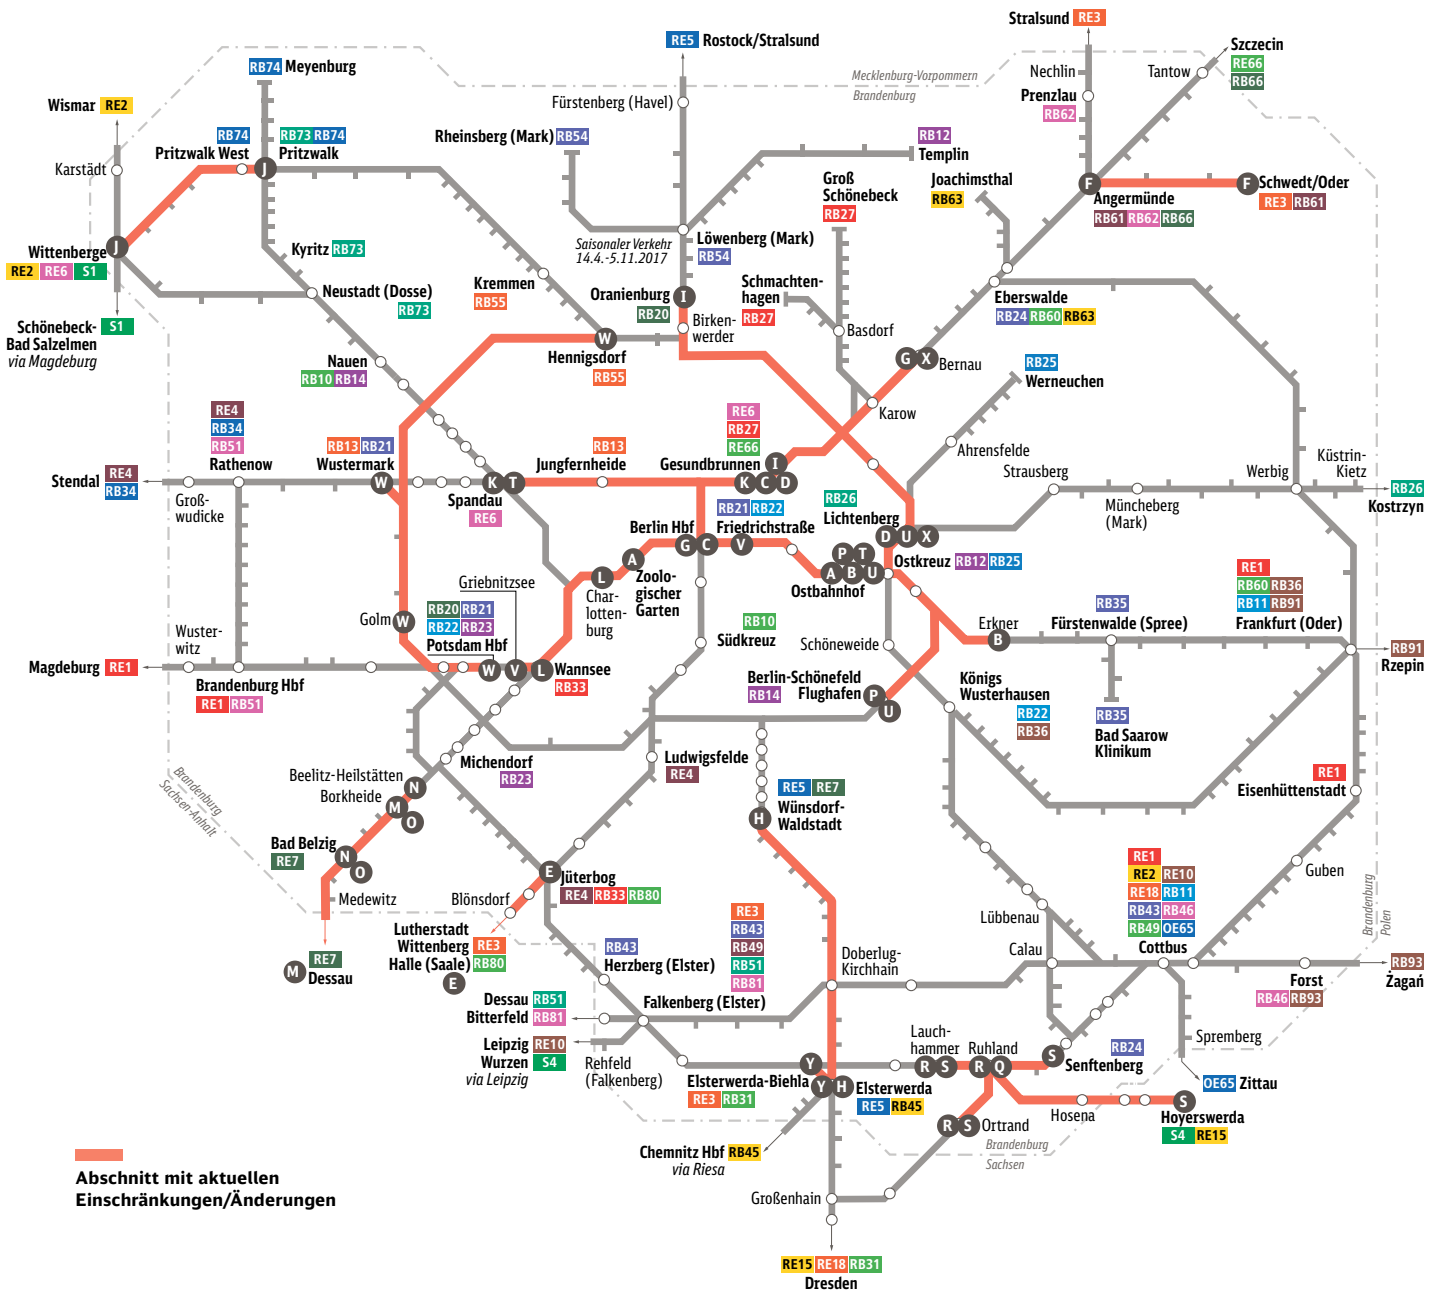 Stralsund RE3
RE5 Rostock/Stralsund
Szczecin
RE66
RB66
RB74 Meyenburg
Nechlin
Tantow
Mecklenburg-Vorpommern
Brandenburg
Prenzlau
RB62
Wismar RE2
Fürstenberg (Havel)
RB74
Pritzwalk West
RB73 RB74
Pritzwalk
Rheinsberg (Mark) RB54
RB12
Templin
Karstädt
Groß
Schönebeck
RB27
Joachimsthal
RB63
F
F
Schwedt/Oder
RE3 RB61
Angermünde
RB61 RB62 RB66
J
J
Wittenberge
RE2 RE6 S1
Kyritz RB73
Saisonaler Verkehr
14.4.-5.11.2017
Löwenberg (Mark)
RB54
Kremmen
RB55
Neustadt (Dosse)
RB73
Oranienburg
RB20
I
Schmachten-
hagen
RB27
Eberswalde
RB24 RB60 RB63
Schönebeck-
Bad Salzelmen
via Magdeburg
S1
Birken-
werder
Basdorf
W
Hennigsdorf
RB55
G X
Bernau
RB25
Werneuchen
Nauen
RB10 RB14
Karow
RE4
RB34
RB51
Rathenow
RB13 RB21
Wustermark
RB13
Jungfernheide
RE6
RB27
RE66
Gesundbrunnen
I
Ahrensfelde
Strausberg
Werbig
Küstrin-
Kietz
Stendal RE4
RB34
Groß-
wudicke
W
K T
Spandau
RE6
K C D
RB21 RB22
Friedrichstraße
RB26
Lichtenberg
Müncheberg
(Mark)
RB26
Kostrzyn
Berlin Hbf
G C
V
D U X
Ostkreuz RB12 RB25
P T
A B U
Ostbahnhof
A
Zoolo-
gischer
Garten
L
Char-
lotten-
burg
Griebnitzsee
RB20 RB21
RB22 RB23
Potsdam Hbf
Golm W
RB10
Südkreuz
Schöneweide
Erkner
B
RB35
Fürstenwalde (Spree)
RE1
RB60 RB36
RB11 RB91
Frankfurt (Oder)
Wuster-
witz
Magdeburg RE1
W V L
Wannsee
RB33
RB91
Rzepin
Brandenburg Hbf
RE1 RB51
Berlin-Schönefeld
RB14 Flughafen
P
U
Königs
Wusterhausen
RB22
RB36
RB35
Bad Saarow
Klinikum
Michendorf
RB23
Ludwigsfelde
RE4
Brandenburg
Sachsen-Anhalt
Beelitz-Heilstätten
N
Borkheide
M
O
RE5 RE7
Wünsdorf-
Waldstadt
H
RE1
Eisenhüttenstadt
Bad Belzig
RE7
N
O
Medewitz
E
Jüterbog
RE4 RB33 RB80
Blönsdorf
RE1
RE2 RE10
RE18 RB11
RB43 RB46
RB49 OE65
Cottbus
Guben
Lübbenau
Brandenburg
Polen
Lutherstadt
Wittenberg RE3
Halle (Saale) RB80
E
RE3
RB43
RB49
RB51
RB81
Doberlug-
Kirchhain
Calau
RB43
Herzberg (Elster)
M
RE7
Dessau
Forst
RB46 RB93
RB93
Żagań
Dessau RB51
Bitterfeld RB81
Falkenberg (Elster)
Leipzig RE10
Wurzen S4
via Leipzig
Rehfeld
(Falkenberg)
Lauch-
hammer
Ruhland
RB24
Senftenberg
S
Spremberg
Y
Elsterwerda-Biehla
RE3 RB31
Y H
Elsterwerda
RE5 RB45
R S
R Q
OE65 Zittau
Hosena
S
Hoyerswerda
S4 RE15
R S Ortrand
Brandenburg
Sachsen
Chemnitz Hbf RB45
via Riesa
Abschnitt mit aktuellen
Einschränkungen/Änderungen
Großenhain
RE15 RE18 RB31
Dresden